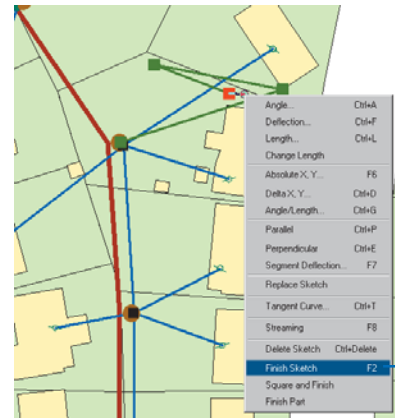 Angle... Ctrl+A
Deflection... Ctrl+F
Length... Ctrl+L
Change Length
Absolute X, Y... F6
Delta X, Y... Ctrl+D
Angle/Length... Ctrl+G
Parallel Ctrl+P
Perpendicular Ctrl+E
Segment Deflection... F7
Replace Sketch
Tangent Curve... Ctrl+T
Streaming F8
Delete Sketch Ctrl+Delete
Finish Sketch F2
Square and Finish
Finish Part